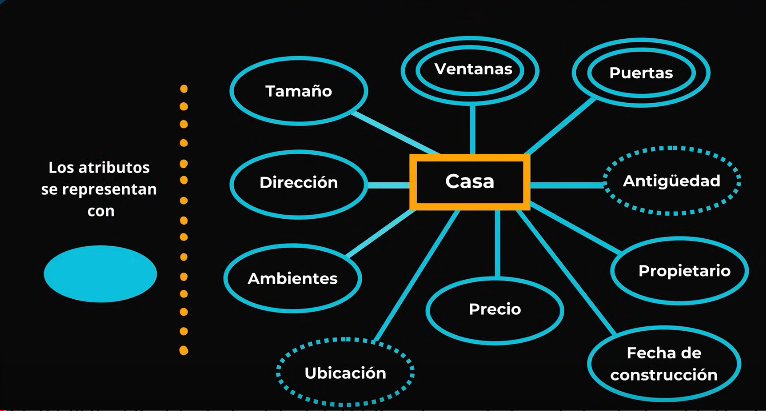 Los atributos
se representan
con
Tamaño
Ventanas
Puertas
Dirección
Casa
Antigüedad
Ambientes
Precio
Propietario
Ubicación
Fecha de
construcción